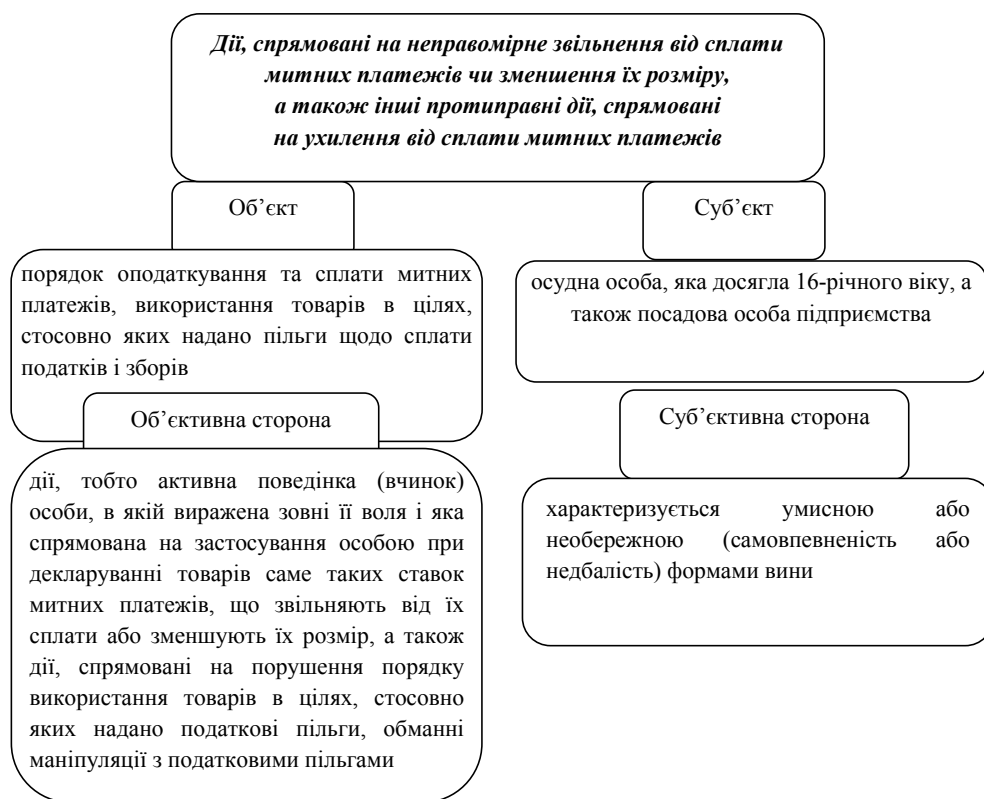 Дії, спрямовані на неправомірне звільнення від сплати
митних платежів чи зменшення їх розміру,
а також інші протиправні дії, спрямовані
на ухилення від сплати митних платежів
Об’єкт
порядок оподаткування та сплати митних
платежів, використання товарів в цілях,
стосовно яких надано пільги щодо сплати
податків і зборів
Об’єктивна сторона
дії, тобто активна поведінка (вчинок)
особи, в якій виражена зовні її воля і яка
спрямована на застосування особою при
декларуванні товарів саме таких ставок
митних платежів, що звільняють від їх
сплати або зменшують їх розмір, а також
дії, спрямовані на порушення порядку
використання товарів в цілях, стосовно
яких надано податкові пільги, обманні
маніпуляції з податковими пільгами
Суб’єкт
осудна особа, яка досягла 16-річного віку, а
також посадова особа підприємства
Суб’єктивна сторона
характеризується умисною або
необережною (самовпевненість або
недбалість) формами вини